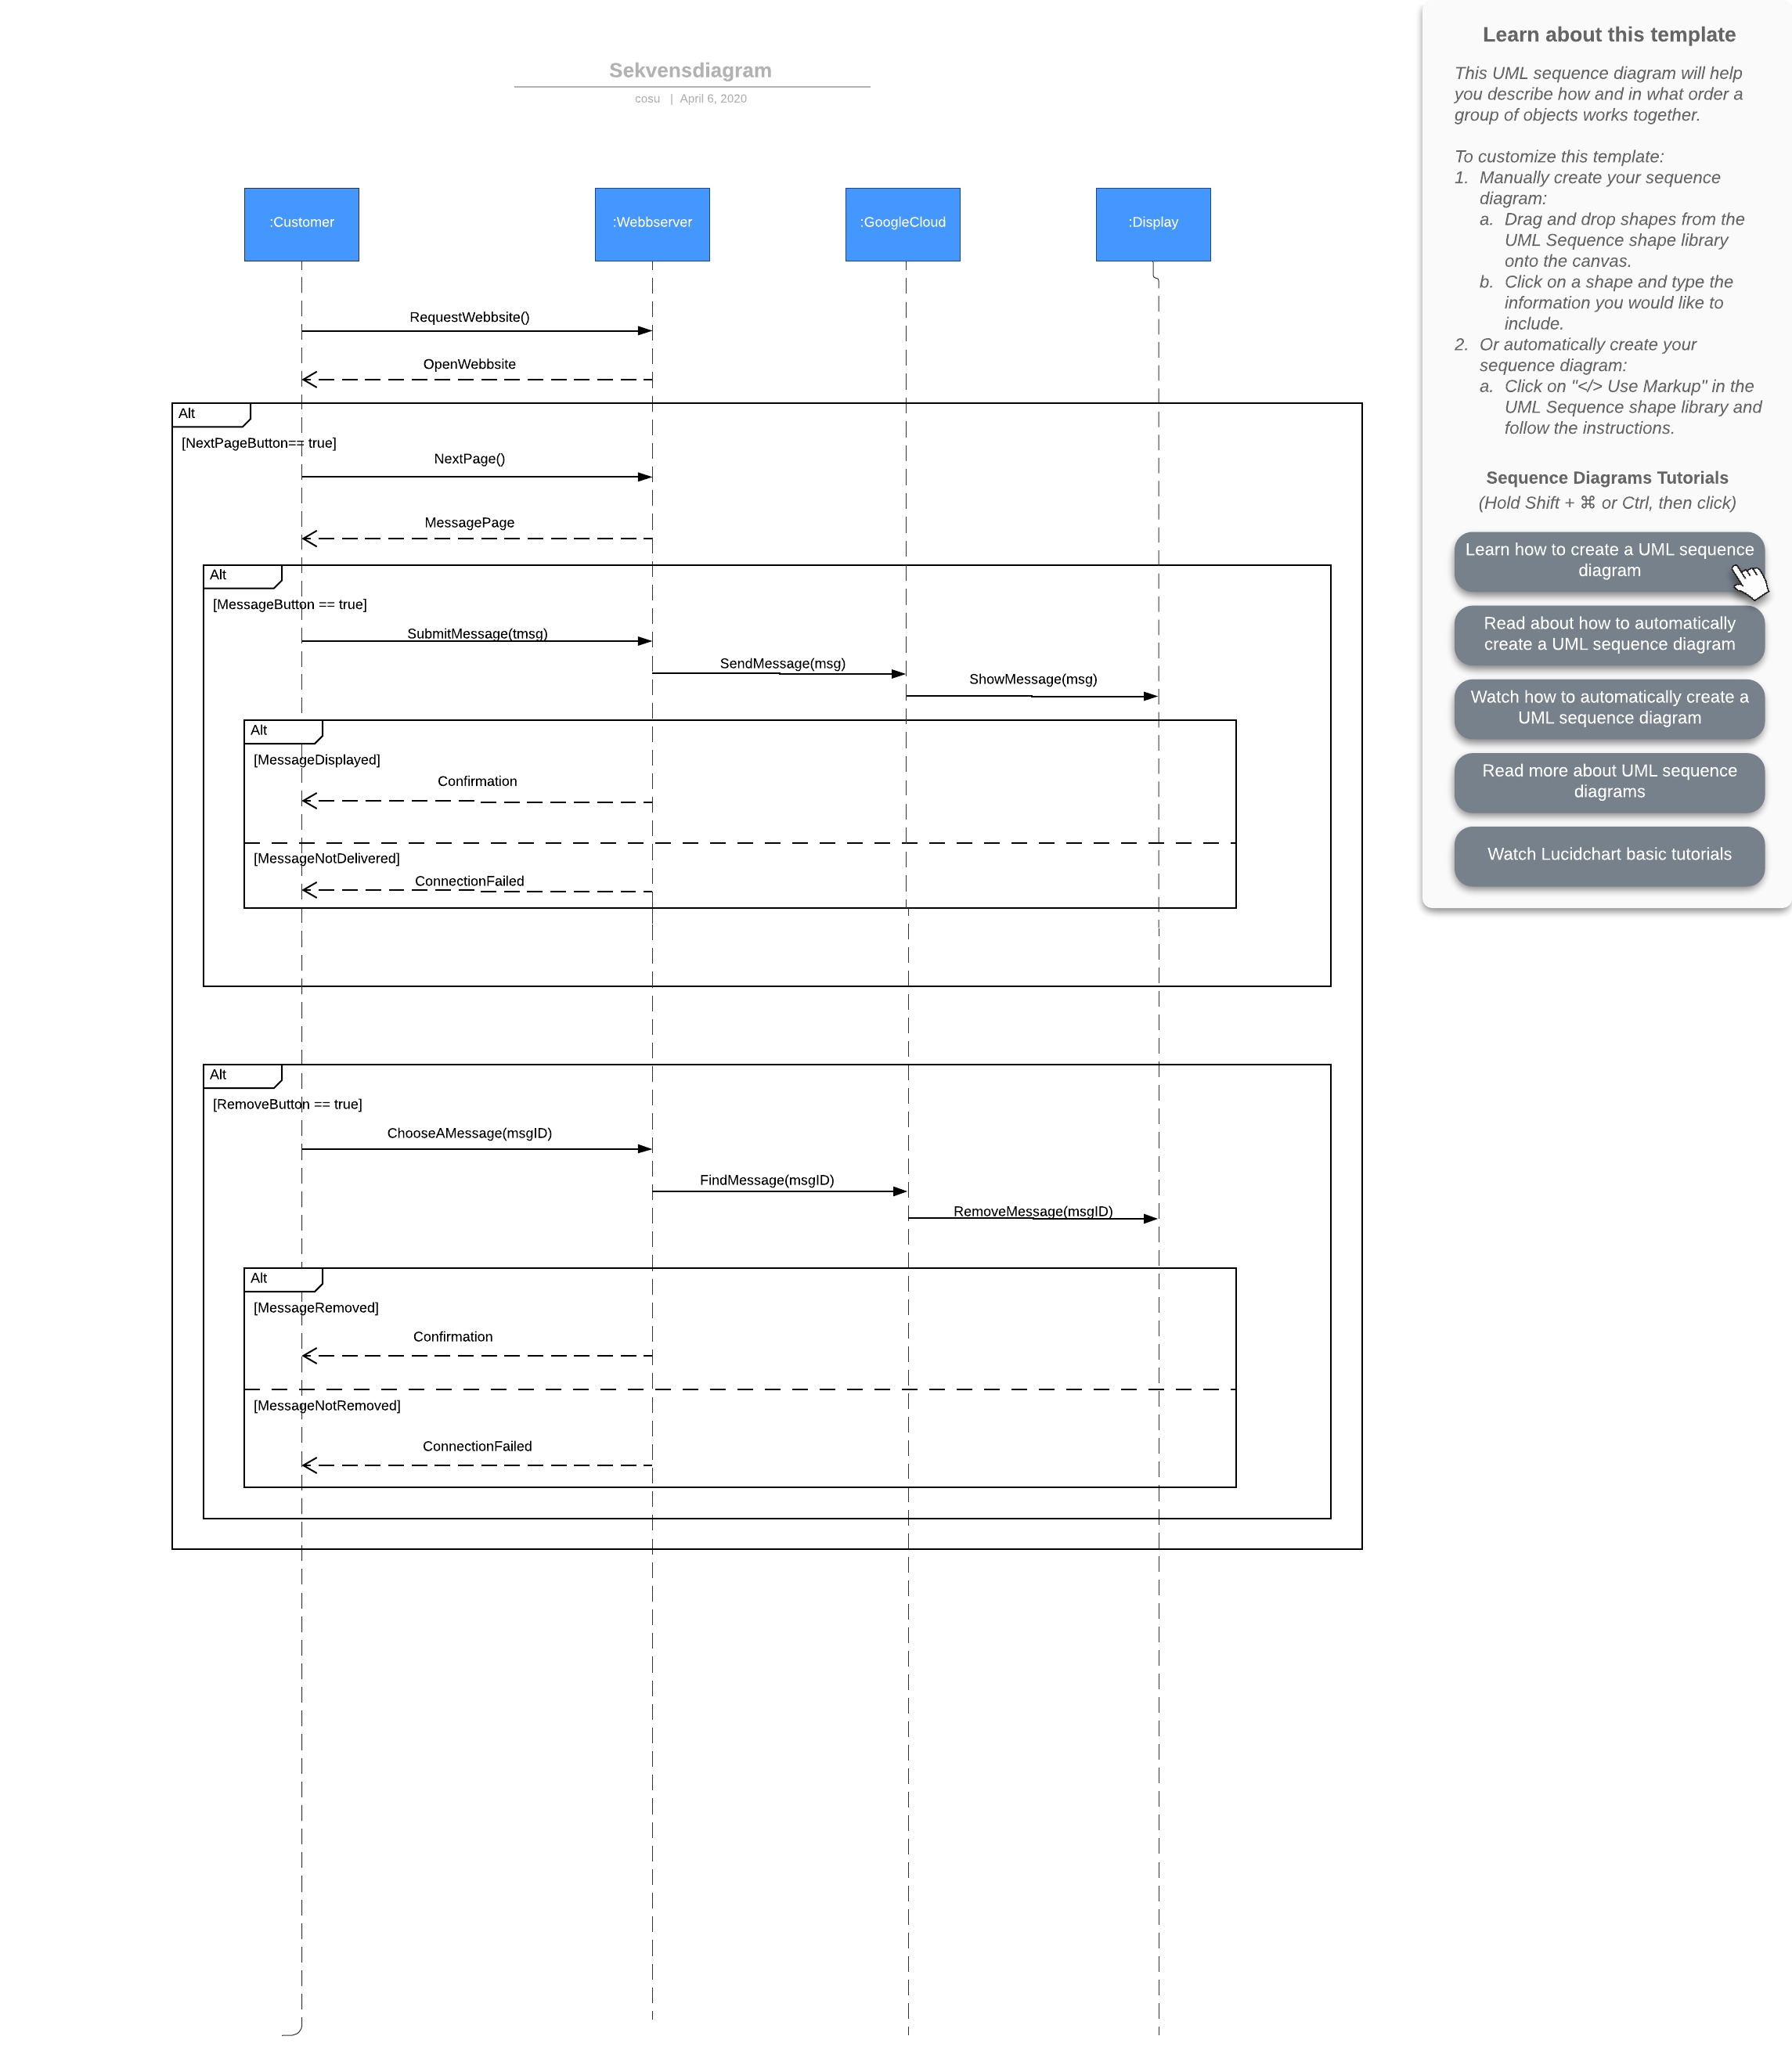 Sekvensdiagram
cosu | April 6, 2020
:Customer
:Webbserver
:GoogleCloud
:Display
RequestWebbsite()
OpenWebbsite
Alt
[NextPageButton== true]
NextPage()
MessagePage
Alt
[MessageButton == true]
SubmitMessage(tmsg)
SendMessage(msg)
ShowMessage(msg)
Alt
[MessageDisplayed]
Confirmation
[MessageNotDelivered]
ConnectionFailed
Alt
[RemoveButton == true]
ChooseAMessage(msgID)
FindMessage(msgID)
RemoveMessage(msgID)
Alt
[MessageRemoved]
Confirmation
[MessageNotRemoved]
ConnectionFailed
Learn about this template
This UML sequence diagram will help
you describe how and in what order a
group of objects works together.
To customize this template:
1. Manually create your sequence
diagram:
a. Drag and drop shapes from the
UML Sequence shape library
onto the canvas.
b. Click on a shape and type the
information you would like to
include.
2. Or automatically create your
sequence diagram:
a. Click on "</> Use Markup" in the
UML Sequence shape library and
follow the instructions.
Sequence Diagrams Tutorials
(Hold Shift + ⌘ or Ctrl, then click)
Learn how to create a UML sequence
diagram
Read about how to automatically
create a UML sequence diagram
Watch how to automatically create a
UML sequence diagram
Read more about UML sequence
diagrams
Watch Lucidchart basic tutorials